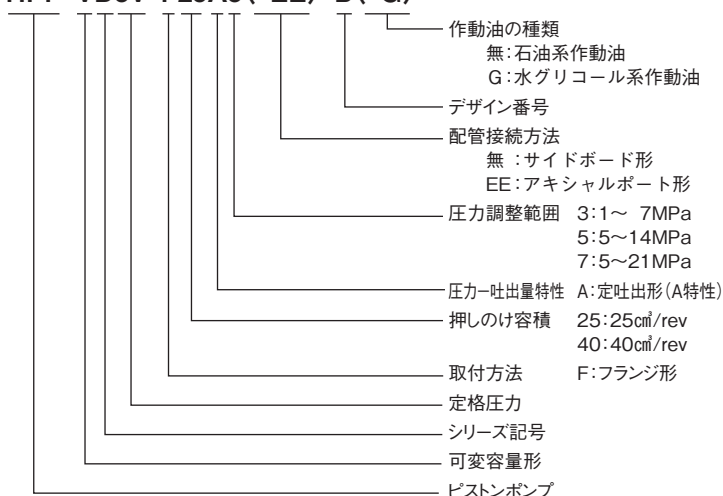 作動油の種類
無:石油系作動油
G:水グリコール系作動油
デザイン番号
配管接続方法
無 :サイドボード形
EE:アキシャルポート形
圧力調整範囲 3:1～ 7MPa
5:5～14MPa
7:5～21MPa
圧力ー吐出量特性 A:定吐出形(A特性)
押しのけ容積 25:25c㎥/rev
40:40c㎥/rev
取付方法 F:フランジ形
定格圧力
シリーズ記号
可変容量形
ピストンポンプ